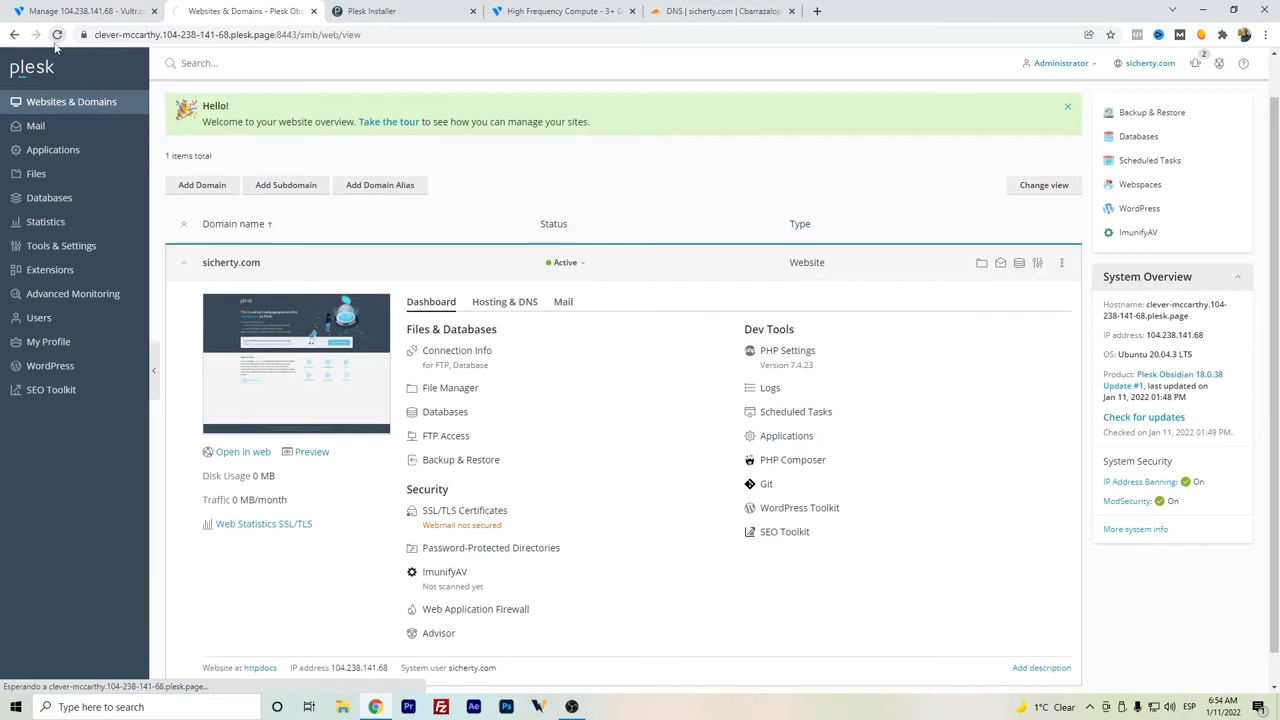 Manage 104.238.141.68 - Vultr.co
Websites & Domains - Plesk Obs
Plesk Installer
High Frequency Compute - 3+ G
DNS | sicherty.com | Cbarrazalop
clever-mccarthy.104-238-141-68.plesk.page:8443/smb/web/view
plesk
Search...
Administrator
sicherty.com
2
Websites & Domains
Mail
Applications
Files
Databases
Statistics
Tools & Settings
Extensions
Advanced Monitoring
Users
My Profile
WordPress
SEO Toolkit
Hello!
Welcome to your website overview. Take the tour to see how you can manage your sites.
1 items total
Add Domain
Add Subdomain
Add Domain Alias
Change view
Domain name ↑
Status
Type
sicherty.com
Active
Website
plesk
Dashboard
Hosting & DNS
Mail
Files & Databases
Connection Info
for FTP, Database
File Manager
Databases
FTP Access
Backup & Restore
Security
SSL/TLS Certificates
Webmail not secured
Password-Protected Directories
ImunifyAV
Not scanned yet
Web Application Firewall
Advisor
Dev Tools
PHP Settings
Version 7.4.23
Logs
Scheduled Tasks
Applications
PHP Composer
Git
WordPress Toolkit
SEO Toolkit
Open in web
Preview
Disk Usage 0 MB
Traffic 0 MB/month
Web Statistics SSL/TLS
Website at httpdocs
IP address 104.238.141.68
System user sicherty.com
Add description
Backup & Restore
Databases
Scheduled Tasks
Webspaces
WordPress
ImunifyAV
System Overview
Hostname: clever-mccarthy.104-
238-141-68.plesk.page
IP address: 104.238.141.68
OS: Ubuntu 20.04.3 LTS
Product: Plesk Obsidian 18.0.38
Update #1, last updated on
Jan 11, 2022 01:48 PM
Check for updates
Checked on Jan 11, 2022 01:49 PM.
System Security
IP Address Banning: On
ModSecurity: On
More system info
Esperando a clever-mccarthy.104-238-141-68.plesk.page...
Type here to search
1°C Clear
ESP
6:54 AM
1/11/2022